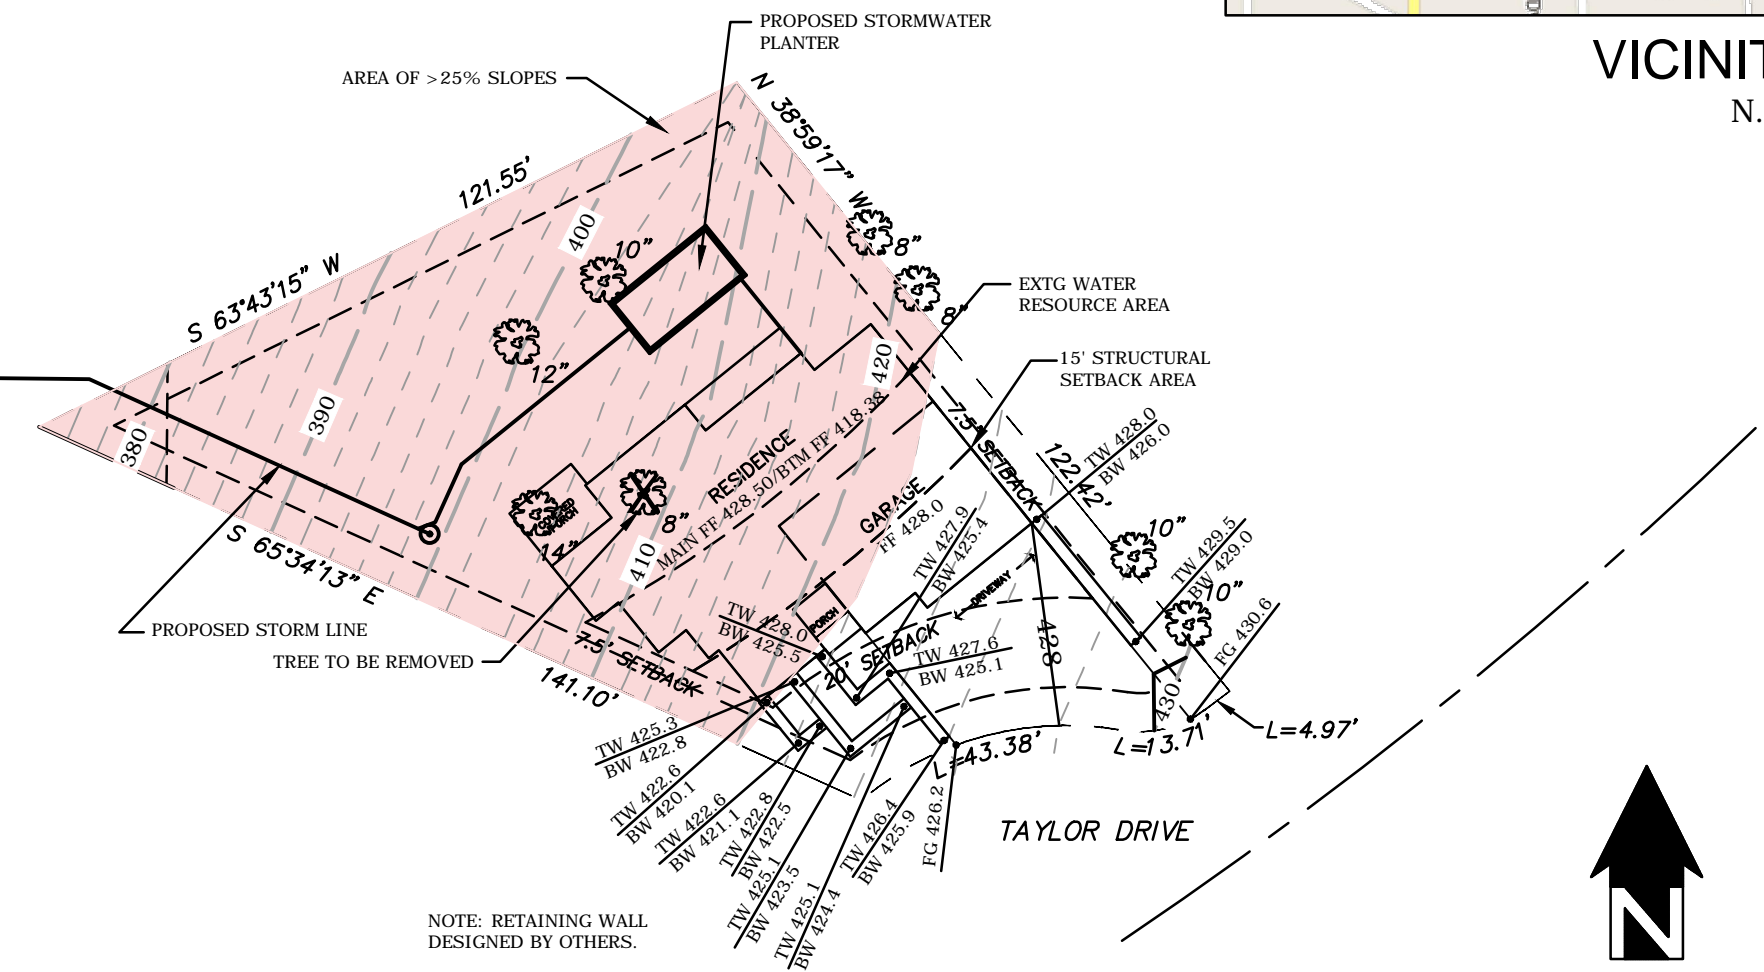 PROPOSED STORMWATER
PLANTER
AREA OF >25% SLOPES
VICINIT
N.
N 38°59'17" W
121.55'
S 63°43'15" W
400
10"
8"
8"
12"
EXTG WATER
RESOURCE AREA
15' STRUCTURAL
SETBACK AREA
420
390
380
7.5' SETBACK
122.42'
TW 428.0
BW 426.0
RESIDENCE
MAIN FF 428.50/BTM FF 418.38
GARAGE
FF 428.0
TW 427.9
BW 425.4
COVERED
PORCH
14"
8"
410
10"
TW 429.5
BW 429.0
10"
FG 430.6
DRIVEWAY
PORCH
S 65°34'13" E
PROPOSED STORM LINE
TREE TO BE REMOVED
7.5' SETBACK
141.10'
TW 428.0
BW 425.5
20' SETBACK
TW 427.6
BW 425.1
428
430
L=4.97'
L=13.71'
L=43.38'
TW 425.3
BW 422.8
TW 422.6
BW 420.1
TW 422.6
BW 421.1
TW 422.8
BW 422.5
TW 425.1
BW 423.5
TW 425.1
BW 424.4
TW 426.4
BW 425.9
FG 426.2
TAYLOR DRIVE
NOTE: RETAINING WALL
DESIGNED BY OTHERS.
N